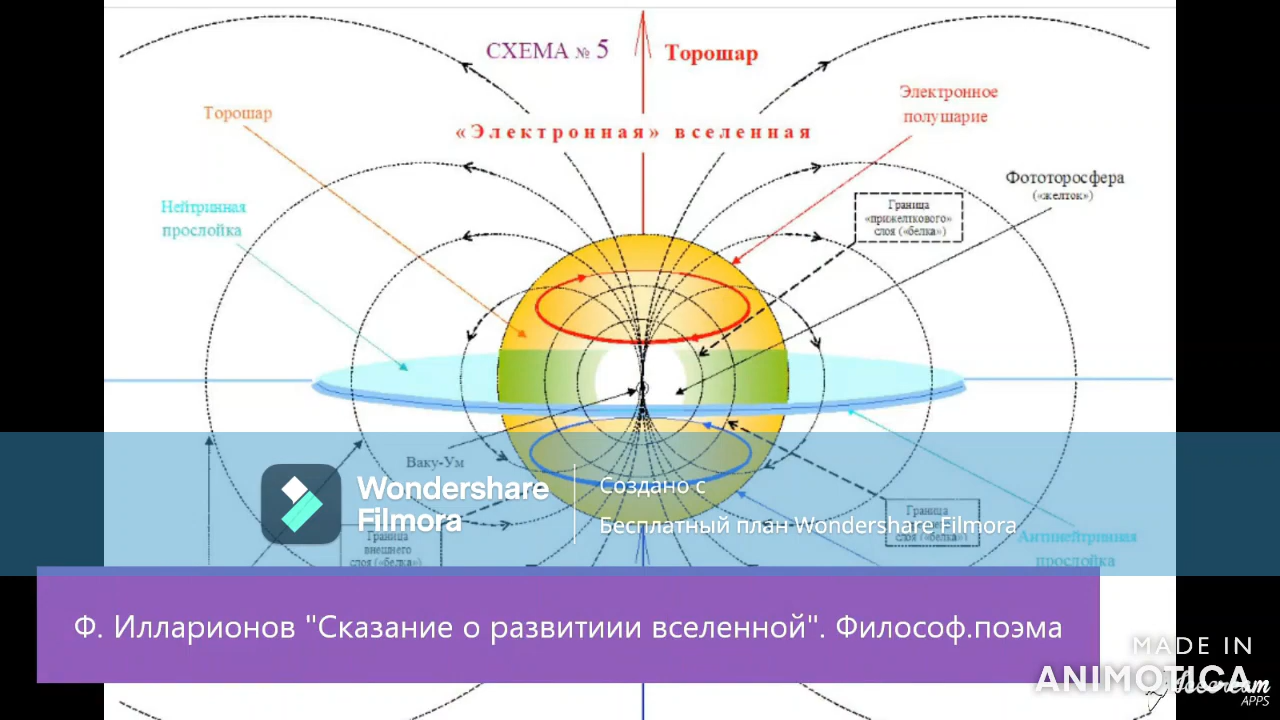 СХЕМА № 5
Торошар
«Электронная» вселенная
Торошар
Электронное
полушарие
Фототоросфера
(«желток»)
Нейтринная
прослойка
Граница
«прижелткового»
слоя («белка»)
Ваку-Ум
Граница
внешнего
слоя («белка»)
Граница
слоя («белка»)
Антинейтринная
прослойка
Wondershare
Filmora
Создано с
Бесплатный план Wondershare Filmora
Ф. Илларионов "Сказание о развитиии вселенной". Философ.поэма
MADE IN
ANIMOTICA
APPS